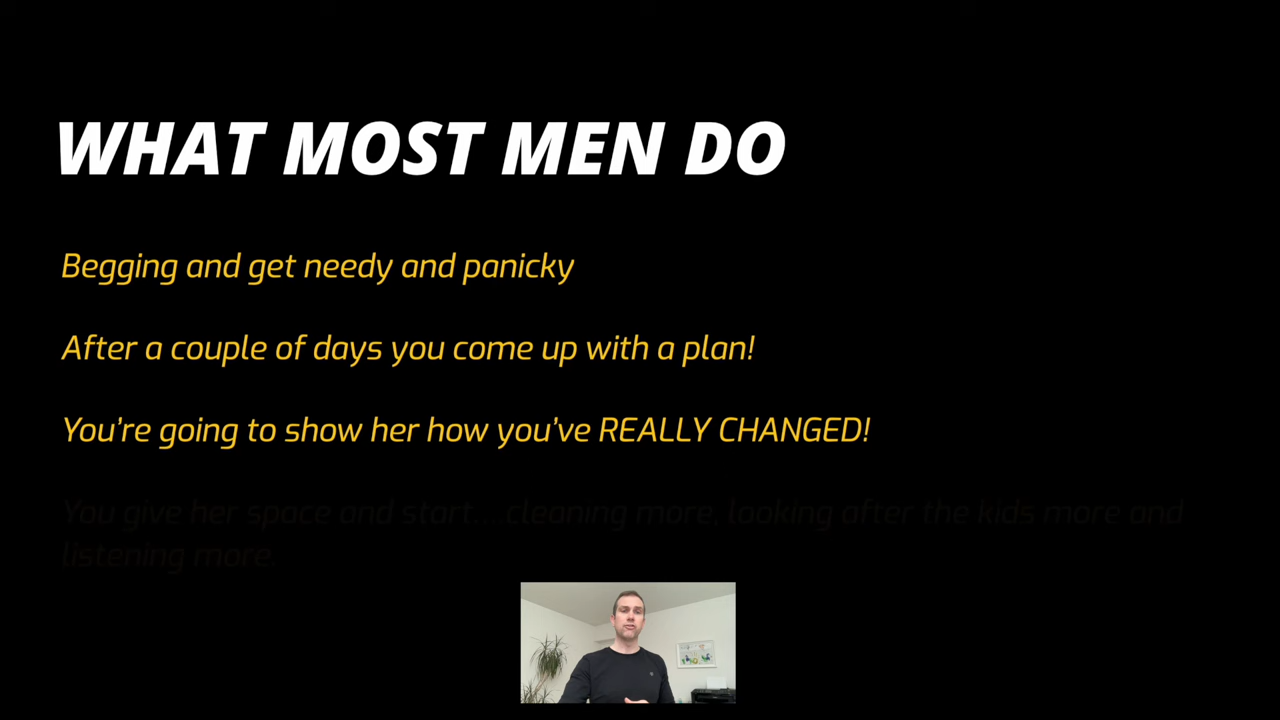 WHAT MOST MEN DO
Begging and get needy and panicky
After a couple of days you come up with a plan!
You're going to show her how you've REALLY CHANGED!
You give her space and start....cleaning more, looking after the kids more and
listening more.